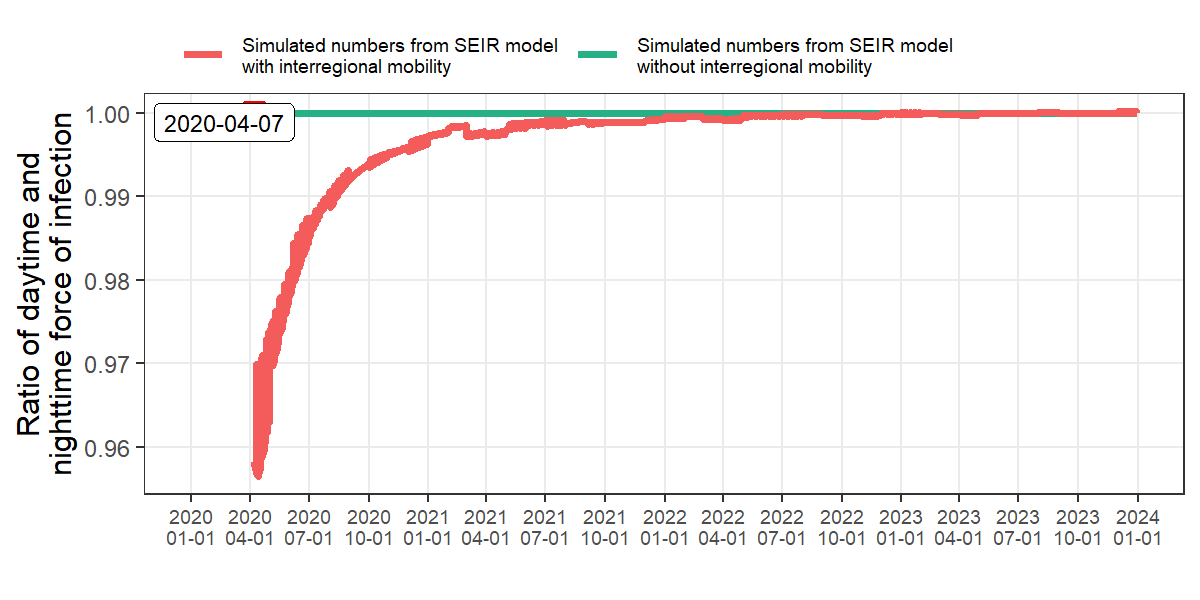 Simulated numbers from SEIR model
with interregional mobility
Simulated numbers from SEIR model
without interregional mobility
2020-04-07
Ratio of daytime and
nighttime force of infection
1.00
0.99
0.98
0.97
0.96
2020 2020 2020 2020 2021 2021 2021 2021 2022 2022 2022 2022 2023 2023 2023 2023 2024
01-01 04-01 07-01 10-01 01-01 04-01 07-01 10-01 01-01 04-01 07-01 10-01 01-01 04-01 07-01 10-01 01-01